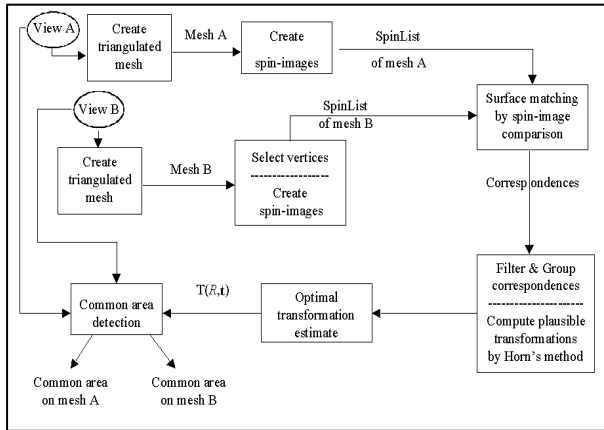 View A
Create
triangulated
mesh
Mesh A
Create
spin-images
SpinList
of mesh A
Surface matching
by spin-image
comparison
View B
Create
triangulated
mesh
Mesh B
Select vertices
Create
spin-images
SpinList
of mesh B
Correspondences
Filter & Group
correspondences
Compute plausible
transformations
by Horn's method
Optimal
transformation
estimate
T(R,t)
Common area
detection
Common area
on mesh A
Common area
on mesh B